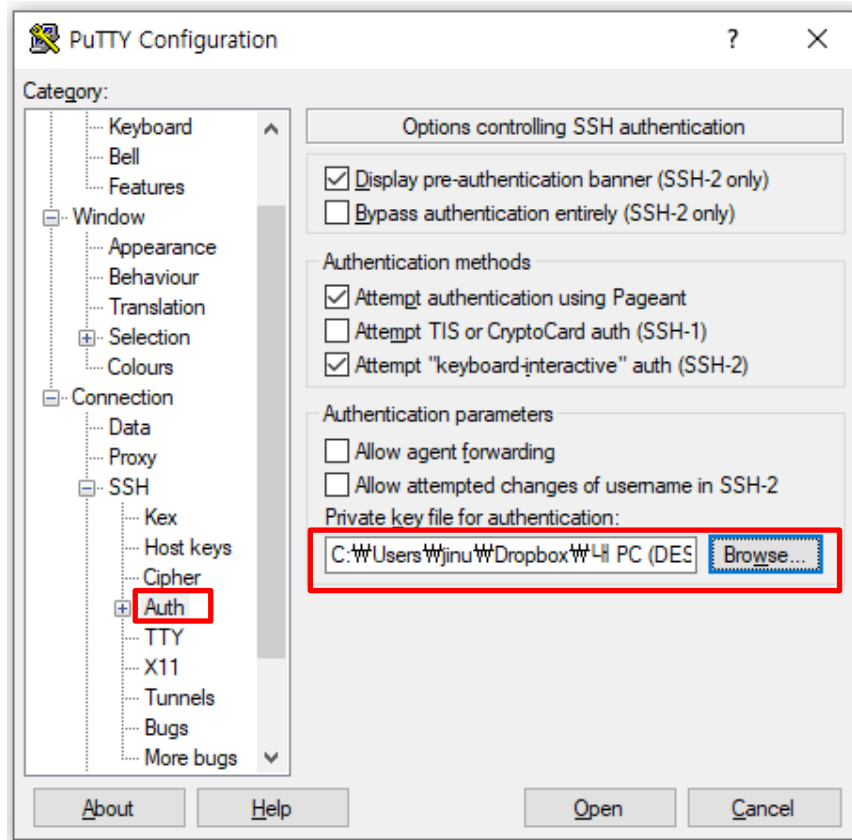 PuTTY Configuration
?
Category:
Keyboard
Bell
Features
Window
Appearance
Behaviour
Translation
Selection
Colours
Connection
Data
Proxy
SSH
Kex
Host keys
Cipher
Auth
TTY
X11
Tunnels
Bugs
More bugs
Options controlling SSH authentication
Display pre-authentication banner (SSH-2 only)
Bypass authentication entirely (SSH-2 only)
Authentication methods
Attempt authentication using Pageant
Attempt TIS or CryptoCard auth (SSH-1)
Attempt "keyboard-interactive" auth (SSH-2)
Authentication parameters
Allow agent forwarding
Allow attempted changes of username in SSH-2
Private key file for authentication:
C:₩Users₩jinu₩Dropbox₩내 PC (DES
Browse...
About
Help
Open
Cancel